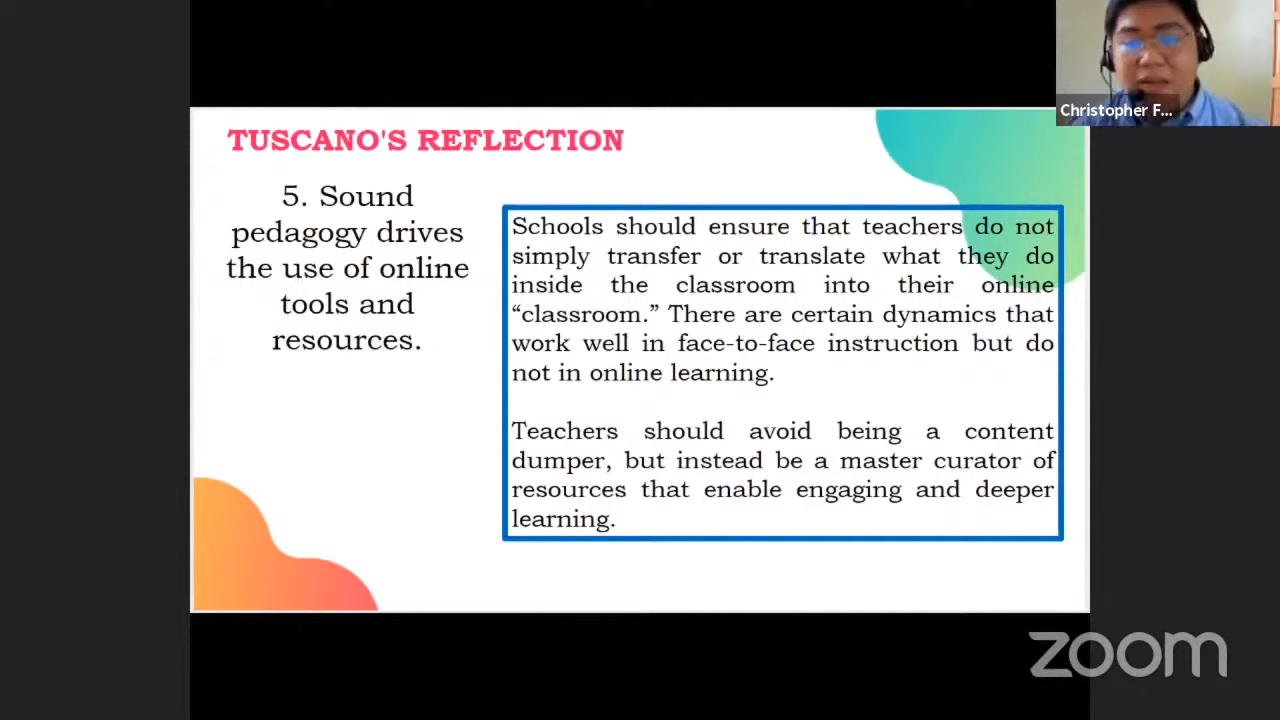 TUSCANO'S REFLECTION
5. Sound
pedagogy drives
the use of online
tools and
resources.
Schools should ensure that teachers do not
simply transfer or translate what they do
inside the classroom into their online
“classroom.” There are certain dynamics that
work well in face-to-face instruction but do
not in online learning.
Teachers should avoid being a content
dumper, but instead be a master curator of
resources that enable engaging and deeper
learning.
Christopher F...
zoom